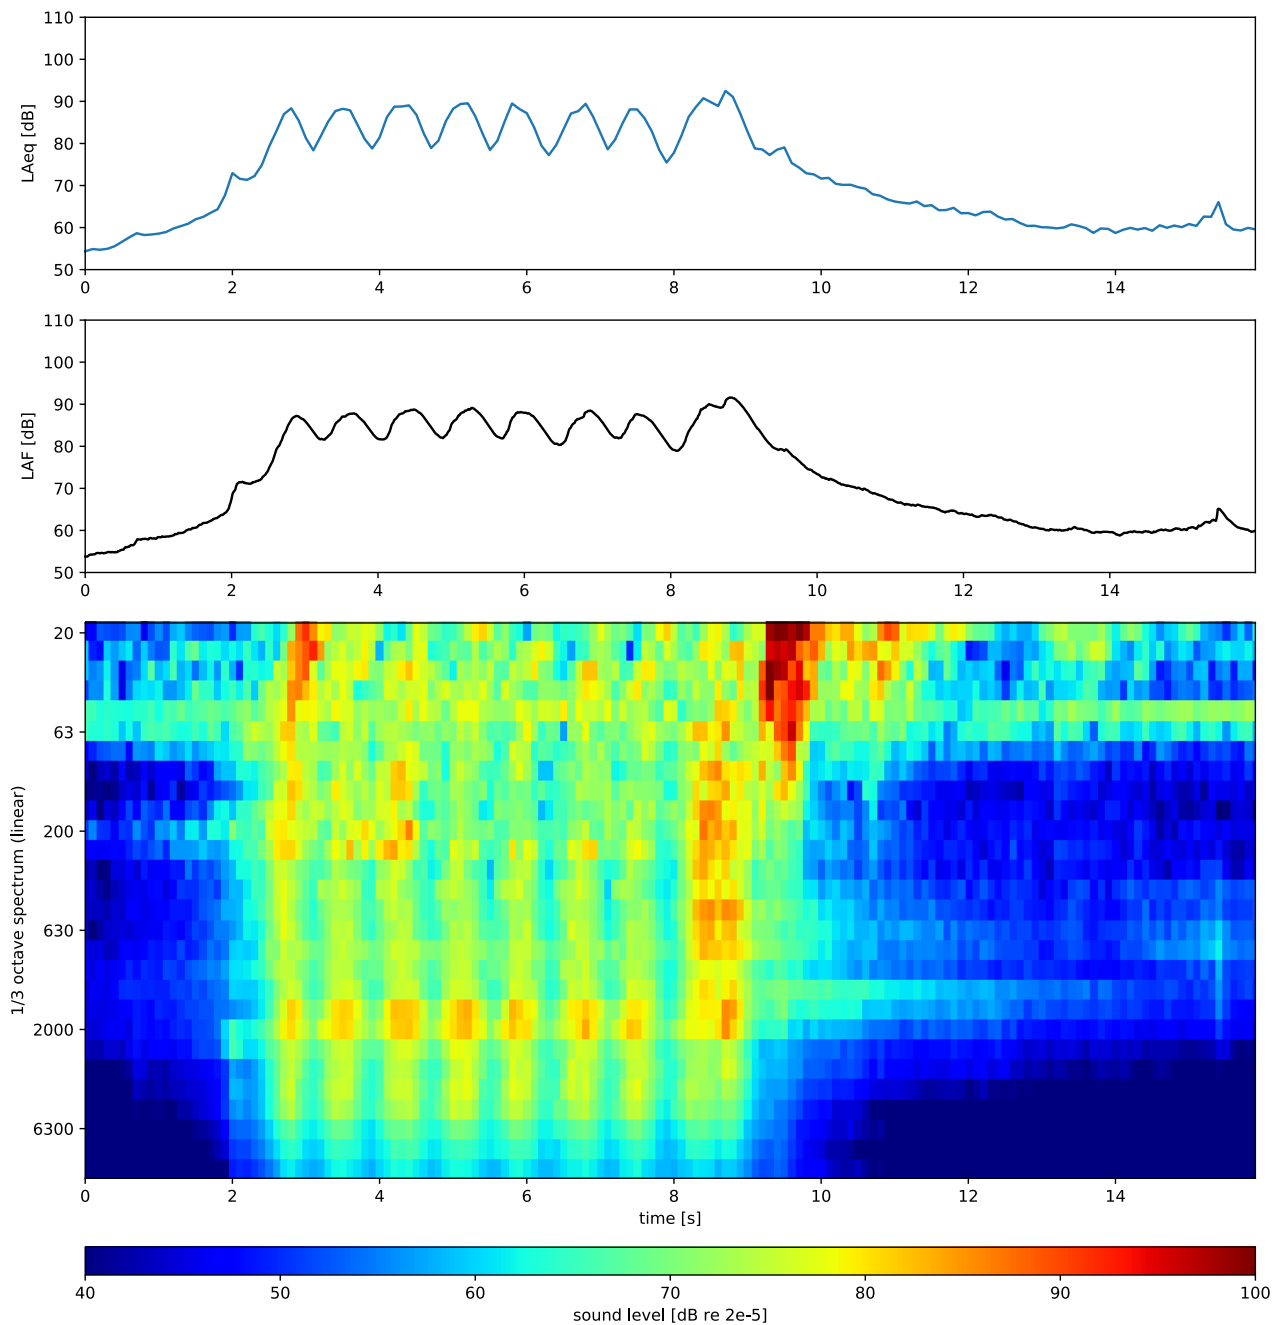 110
100
90
80
70
60
50
LAeq [dB]
0 2 4 6 8 10 12 14
110
100
90
80
70
60
50
LAF [dB]
0 2 4 6 8 10 12 14
20
63
200
630
2000
6300
1/3 octave spectrum (linear)
0 2 4 6 8 10 12 14
time [s]
40 50 60 70 80 90 100
sound level [dB re 2e-5]